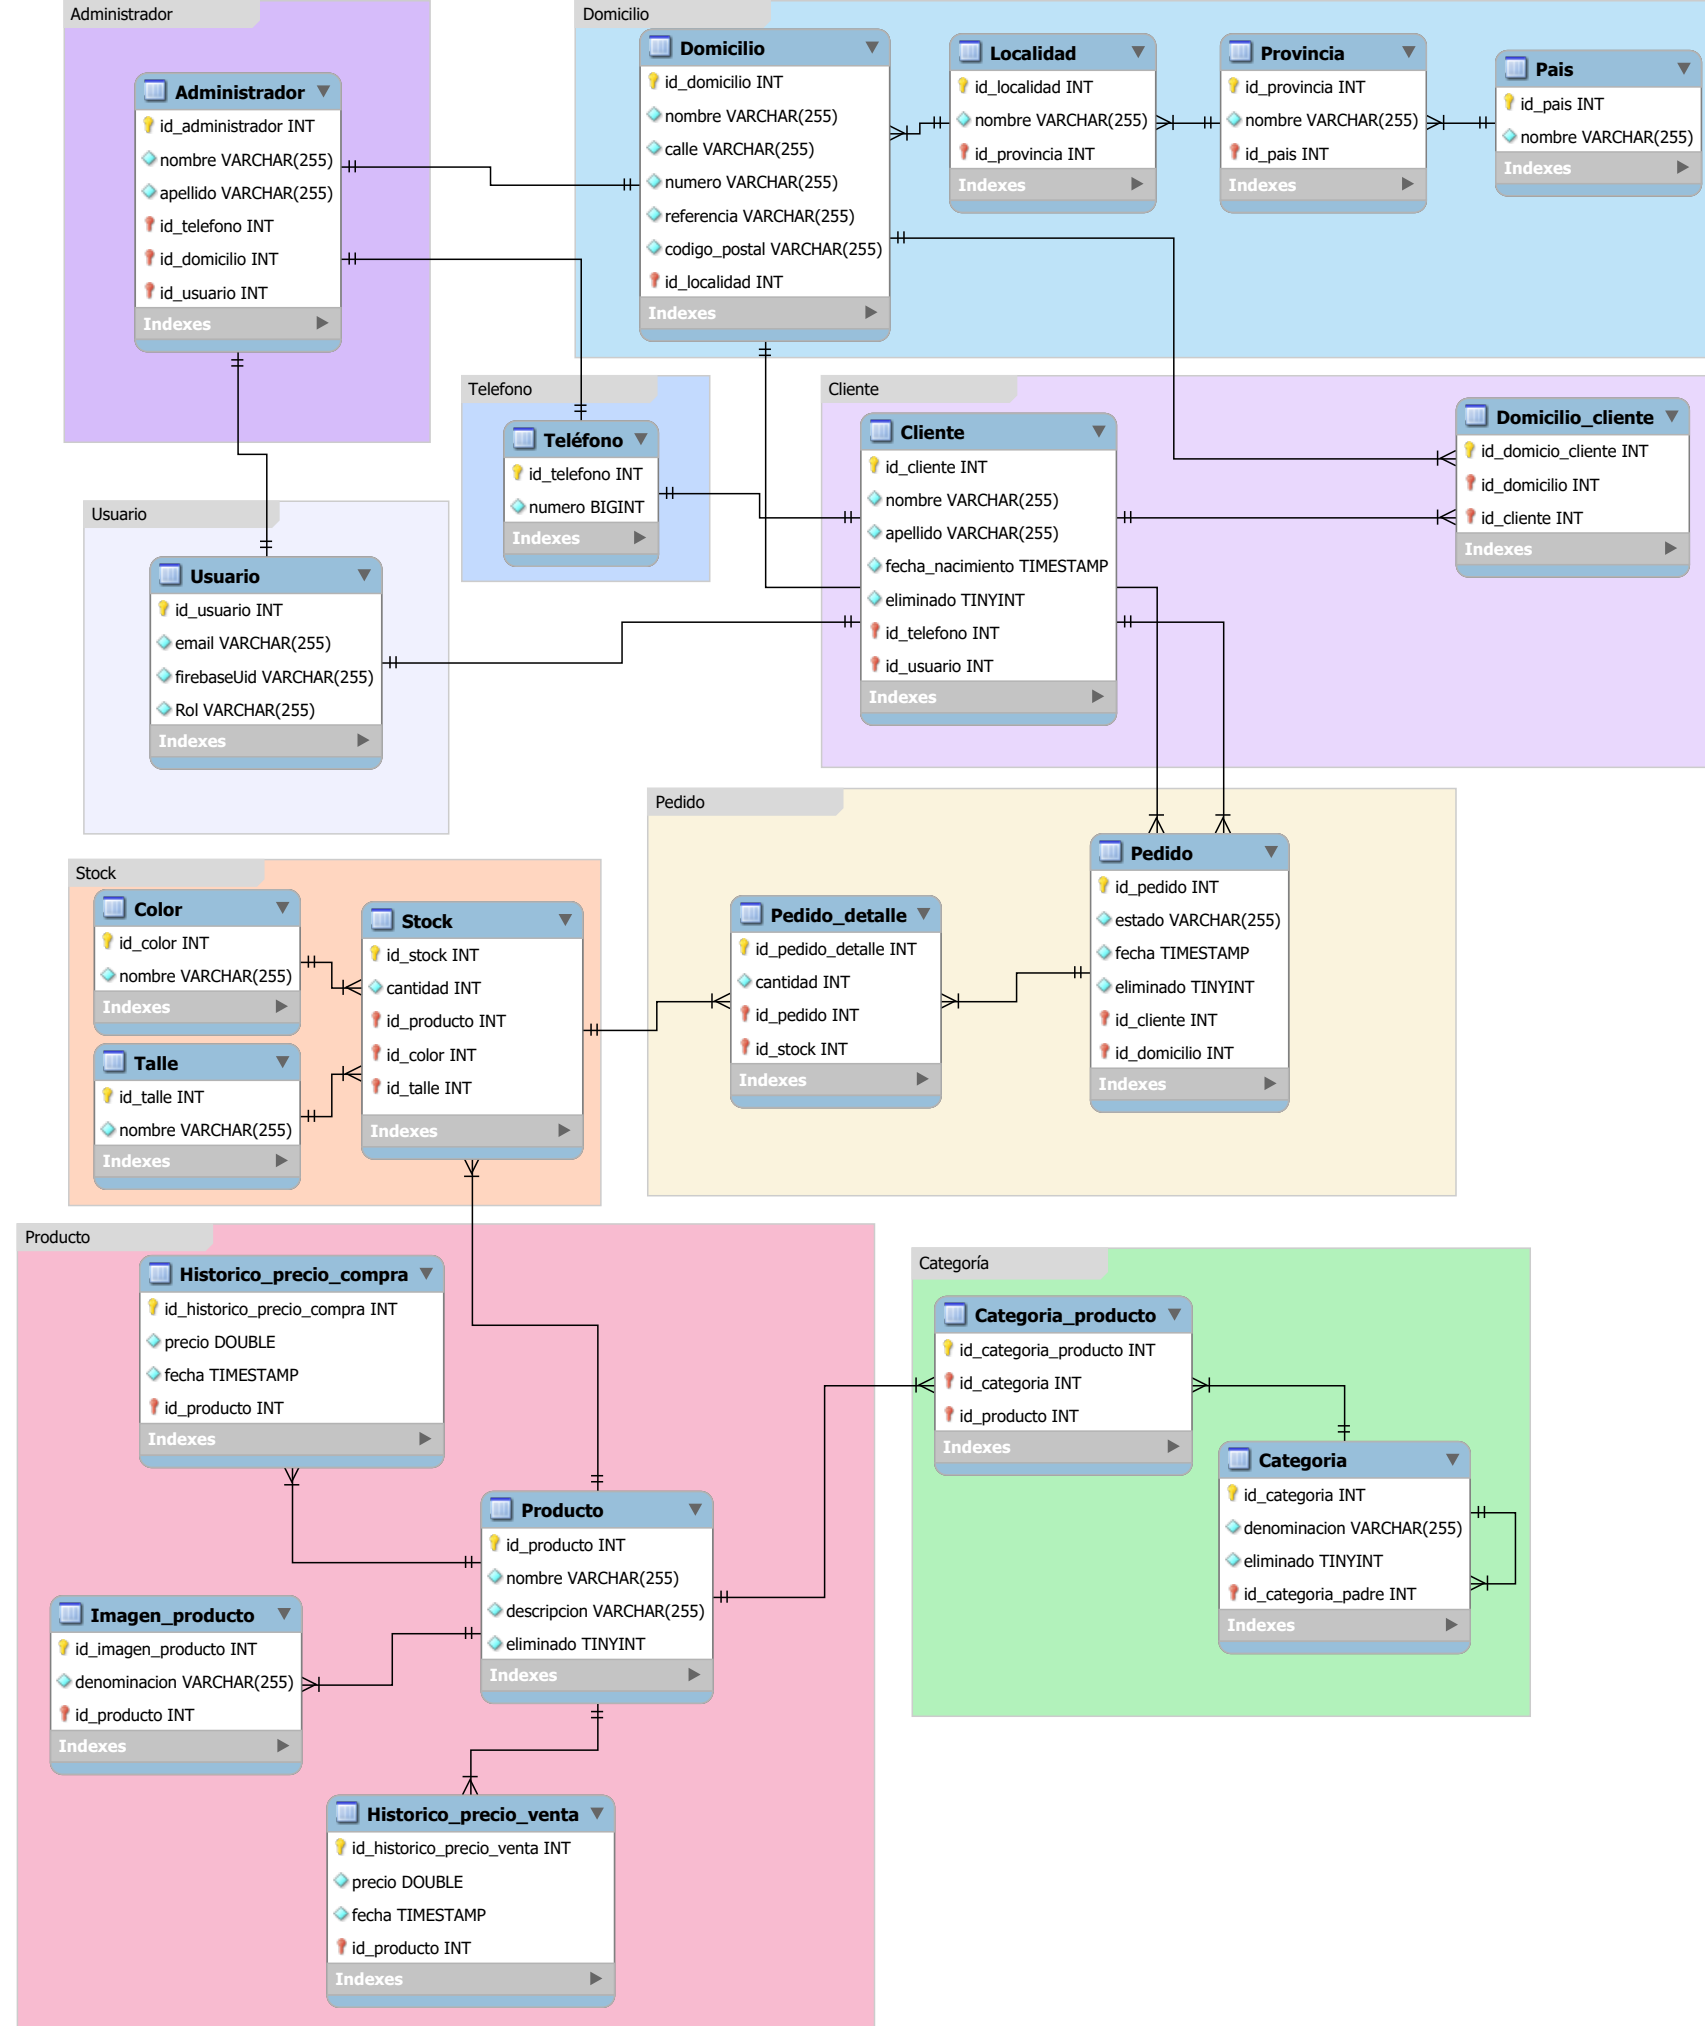 Administrador
Administrador
id_administrador INT
nombre VARCHAR(255)
apellido VARCHAR(255)
id_telefono INT
id_domicilio INT
id_usuario INT
Indexes
Domicilio
Domicilio
id_domicilio INT
nombre VARCHAR(255)
calle VARCHAR(255)
numero VARCHAR(255)
referencia VARCHAR(255)
codigo_postal VARCHAR(255)
id_localidad INT
Indexes
Localidad
id_localidad INT
nombre VARCHAR(255)
id_provincia INT
Indexes
Provincia
id_provincia INT
nombre VARCHAR(255)
id_pais INT
Indexes
Pais
id_pais INT
nombre VARCHAR(255)
Indexes
Telefono
Teléfono
id_telefono INT
numero BIGINT
Indexes
Cliente
Cliente
id_cliente INT
nombre VARCHAR(255)
apellido VARCHAR(255)
fecha_nacimiento TIMESTAMP
eliminado TINYINT
id_telefono INT
id_usuario INT
Indexes
Domicilio_cliente
id_domicio_cliente INT
id_domicilio INT
id_cliente INT
Indexes
Usuario
Usuario
id_usuario INT
email VARCHAR(255)
firebaseUid VARCHAR(255)
Rol VARCHAR(255)
Indexes
Pedido
Pedido_detalle
id_pedido_detalle INT
cantidad INT
id_pedido INT
id_stock INT
Indexes
Pedido
id_pedido INT
estado VARCHAR(255)
fecha TIMESTAMP
eliminado TINYINT
id_cliente INT
id_domicilio INT
Indexes
Stock
Color
id_color INT
nombre VARCHAR(255)
Indexes
Talle
id_talle INT
nombre VARCHAR(255)
Indexes
Stock
id_stock INT
cantidad INT
id_producto INT
id_color INT
id_talle INT
Indexes
Producto
Historico_precio_compra
id_historico_precio_compra INT
precio DOUBLE
fecha TIMESTAMP
id_producto INT
Indexes
Producto
id_producto INT
nombre VARCHAR(255)
descripcion VARCHAR(255)
eliminado TINYINT
Indexes
Imagen_producto
id_imagen_producto INT
denominacion VARCHAR(255)
id_producto INT
Indexes
Historico_precio_venta
id_historico_precio_venta INT
precio DOUBLE
fecha TIMESTAMP
id_producto INT
Indexes
Categoría
Categoria_producto
id_categoria_producto INT
id_categoria INT
id_producto INT
Indexes
Categoria
id_categoria INT
denominacion VARCHAR(255)
eliminado TINYINT
id_categoria_padre INT
Indexes